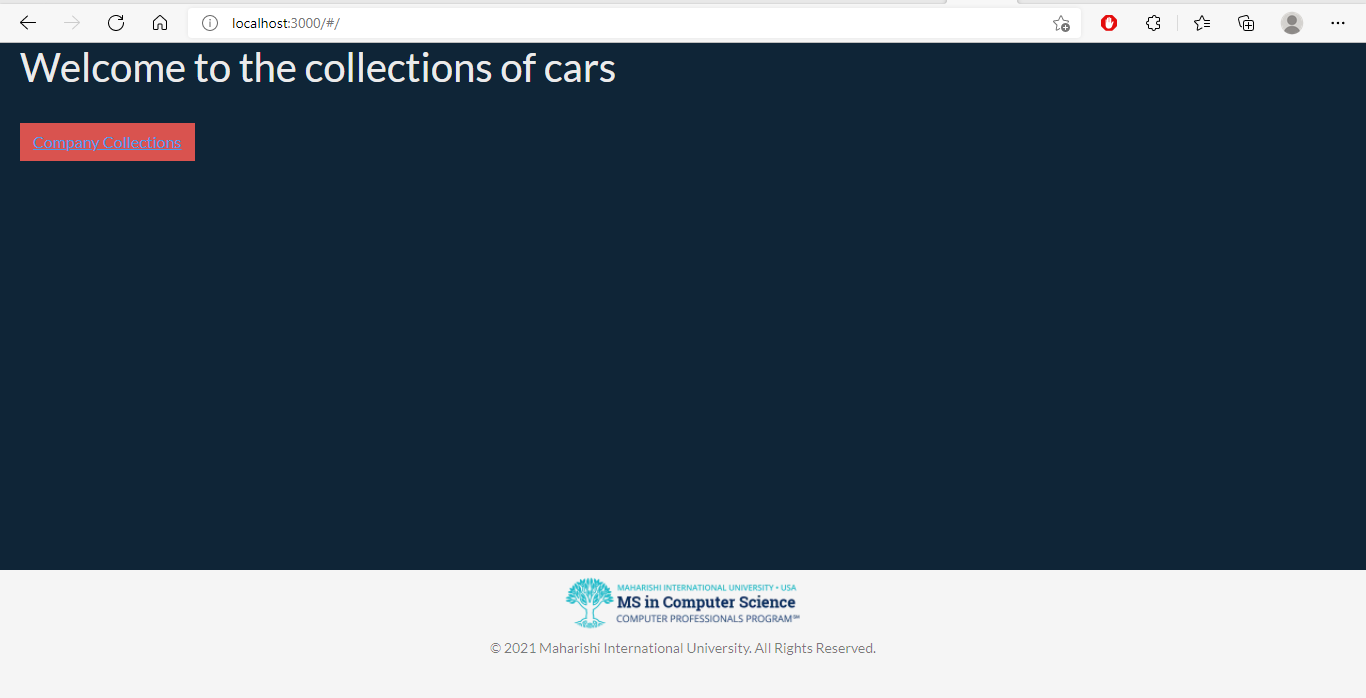 localhost:3000/#/
Welcome to the collections of cars
Company Collections
MAHARISHI INTERNATIONAL UNIVERSITY • USA
MS in Computer Science
COMPUTER PROFESSIONALS PROGRAM℠
© 2021 Maharishi International University. All Rights Reserved.